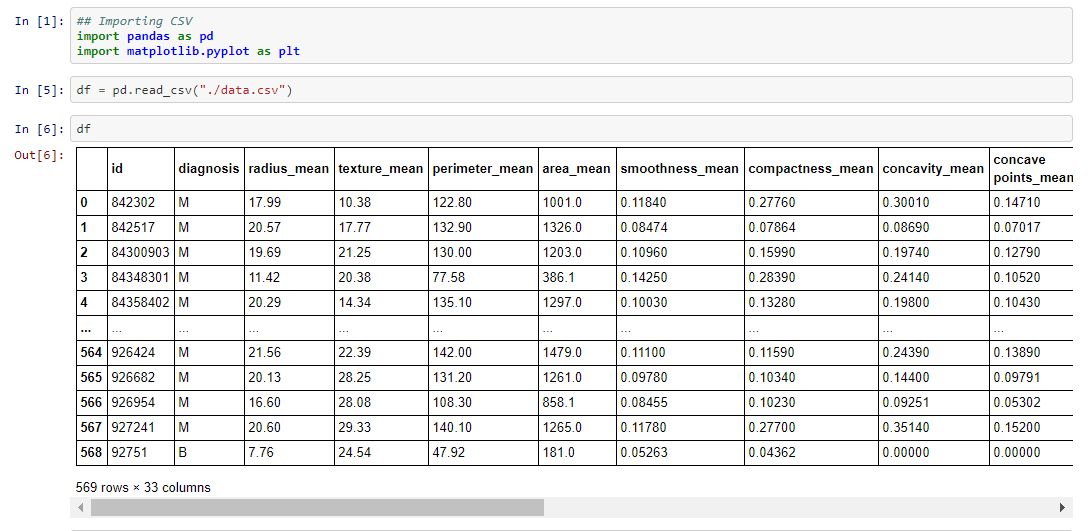 In [1]: ## Importing CSV
import pandas as pd
import matplotlib.pyplot as plt
In [5]: df = pd.read_csv("./data.csv")
In [6]: df
Out[6]:
id diagnosis radius_mean texture_mean perimeter_mean area_mean smoothness_mean compactness_mean concavity_mean concave points_mean
0 842302 M 17.99 10.38 122.80 1001.0 0.11840 0.27760 0.30010 0.14710
1 842517 M 20.57 17.77 132.90 1326.0 0.08474 0.07864 0.08690 0.07017
2 84300903 M 19.69 21.25 130.00 1203.0 0.10960 0.15990 0.19740 0.12790
3 84348301 M 11.42 20.38 77.58 386.1 0.14250 0.28390 0.24140 0.10520
4 84358402 M 20.29 14.34 135.10 1297.0 0.10030 0.13280 0.19800 0.10430
... ... ... ... ... ... ... ... ... ... ...
564 926424 M 21.56 22.39 142.00 1479.0 0.11100 0.11590 0.24390 0.13890
565 926682 M 20.13 28.25 131.20 1261.0 0.09780 0.10340 0.14400 0.09791
566 926954 M 16.60 28.08 108.30 858.1 0.08455 0.10230 0.09251 0.05302
567 927241 M 20.60 29.33 140.10 1265.0 0.11780 0.27700 0.35140 0.15200
568 92751 B 7.76 24.54 47.92 181.0 0.05263 0.04362 0.00000 0.00000
569 rows × 33 columns